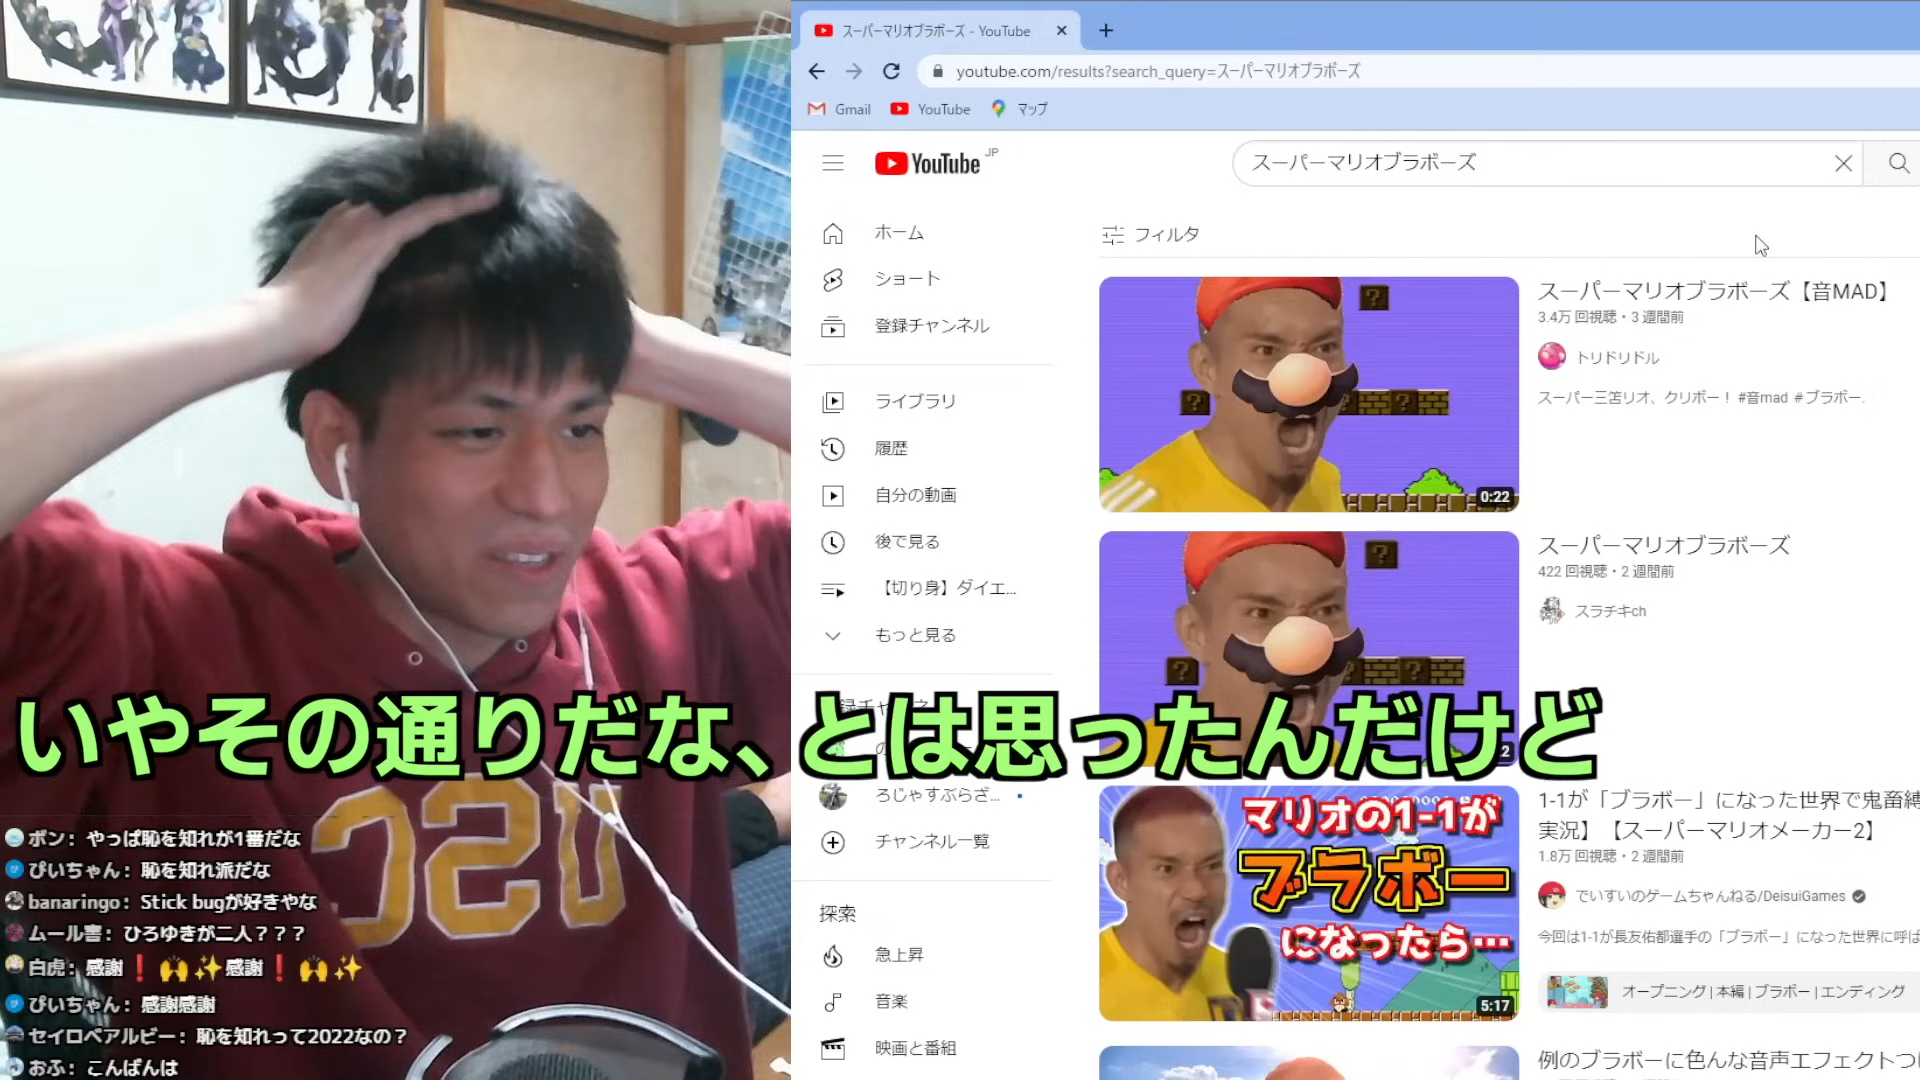 スーパーマリオブラボーズ - YouTube
youtube.com/results?search_query=スーパーマリオブラボーズ
Gmail
YouTube
マップ
YouTube JP
スーパーマリオブラボーズ
ホーム
ショート
登録チャンネル
ライブラリ
履歴
自分の動画
後で見る
【切り身】ダイエ...
もっと見る
ろじゃすぶらざ...
チャンネル一覧
探索
急上昇
音楽
映画と番組
フィルタ
0:22
スーパーマリオブラボーズ【音MAD】
3.4万 回視聴・3 週間前
トリドリドル
スーパー三笘リオ、クリボー！ #音mad #ブラボー.
スーパーマリオブラボーズ
422 回視聴・2 週間前
スラチキch
マリオの1-1が
ブラボー
になったら…
5:17
1-1が「ブラボー」になった世界で鬼畜縛
実況】【スーパーマリオメーカー2】
1.8万 回視聴・2 週間前
でいすいのゲームちゃんねる/DeisuiGames
今回は1-1が長友佑都選手の「ブラボー」になった世界に呼ば
オープニング | 本編 | ブラボー | エンディング
例のブラボーに色んな音声エフェクトつ
いやその通りだな、とは思ったんだけど
ボン：やっぱ恥を知れが1番だな
ぴいちゃん：恥を知れ派だな
banaringo：Stick bugが好きやな
ムール害：ひろゆきが二人？？？
白虎：感謝❗🙌✨感謝❗🙌✨
ぴいちゃん：感謝感謝
セイロベアルビー：恥を知れって2022なの？
おふ：こんばんは
USC